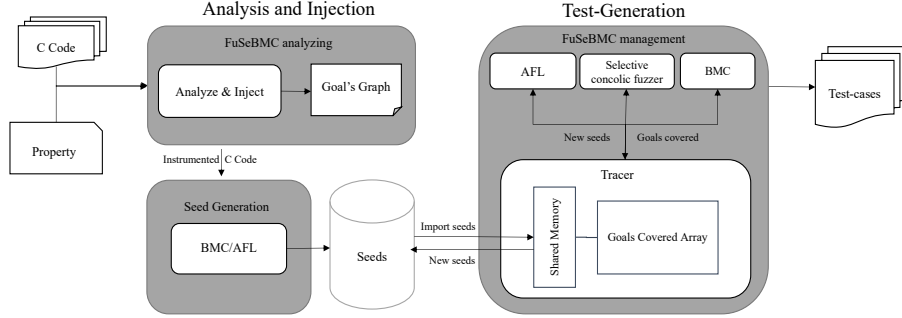 Analysis and Injection
Test-Generation
C Code
Property
FuSeBMC analyzing
Analyze & Inject
Goal's Graph
Instrumented
C Code
Seed Generation
BMC/AFL
Seeds
Import seeds
New seeds
FuSeBMC management
AFL
Selective
concolic fuzzer
BMC
New seeds
Goals covered
Tracer
Shared Memory
Goals Covered Array
Test-cases